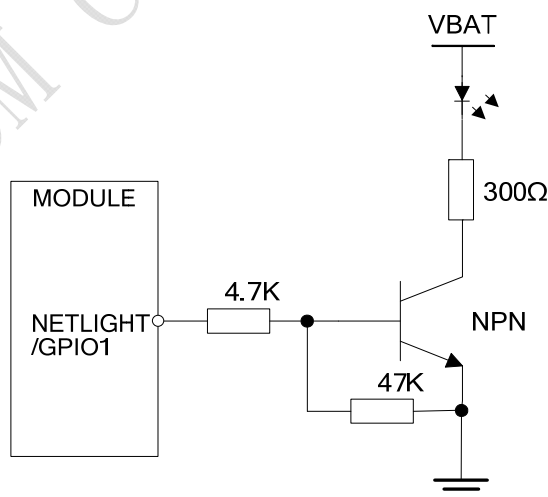 VBAT
300Ω
MODULE
4.7K
NETLIGHT
/GPIO1
NPN
47K